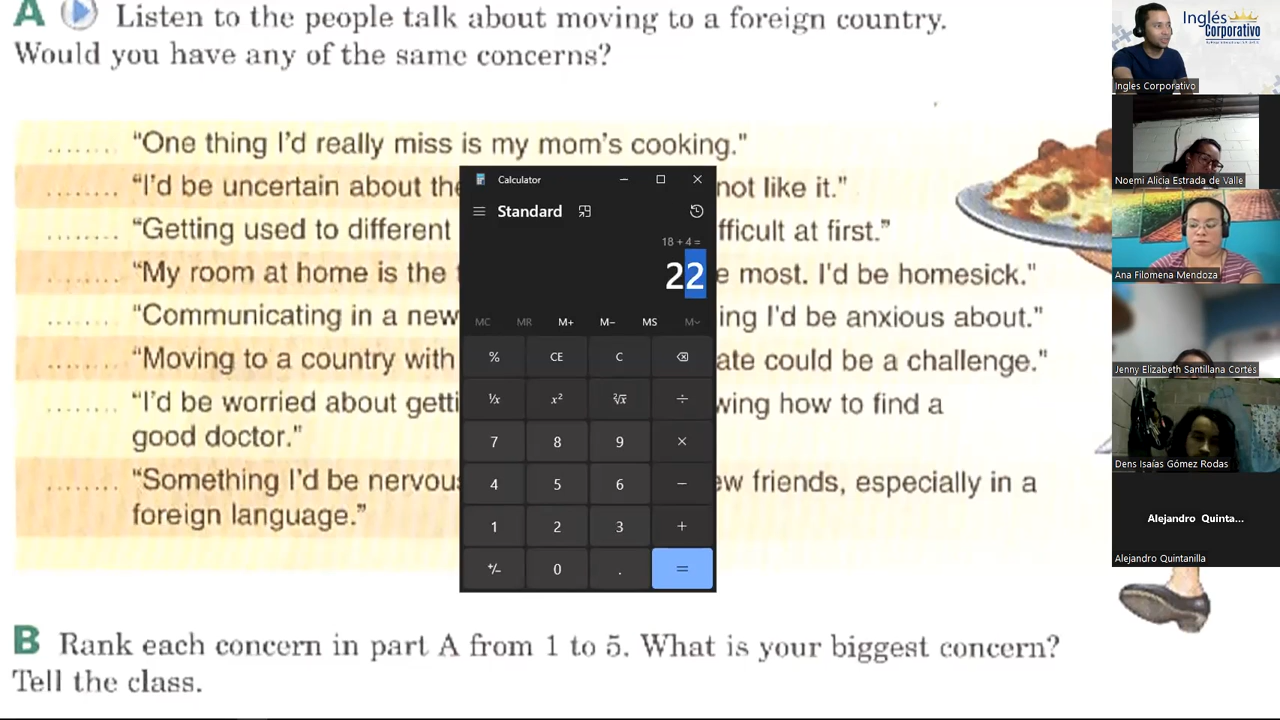 A Listen to the people talk about moving to a foreign country.
Would you have any of the same concerns?
........ “One thing I’d really miss is my mom’s cooking."
........ “I’d be uncertain about the not like it.”
........ “Getting used to different fficult at first.”
........ “My room at home is the e most. I'd be homesick.”
........ “Communicating in a new ing I’d be anxious about.”
........ “Moving to a country with ate could be a challenge.”
........ “I’d be worried about getti wing how to find a
good doctor.”
........ “Something I’d be nervou ew friends, especially in a
foreign language.”
B Rank each concern in part A from 1 to 5. What is your biggest concern?
Tell the class.
Calculator
Standard
18 + 4 =
22
MC MR M+ M− MS M˅
% CE C ⌫
¹/x x² ²√x ÷
7 8 9 ×
4 5 6 −
1 2 3 +
+/− 0 . =
Inglés
Corporativo
Ingles Corporativo
Noemi Alicia Estrada de Valle
Ana Filomena Mendoza
Jenny Elizabeth Santillana Cortés
Dens Isaías Gómez Rodas
Alejandro Quinta...
Alejandro Quintanilla